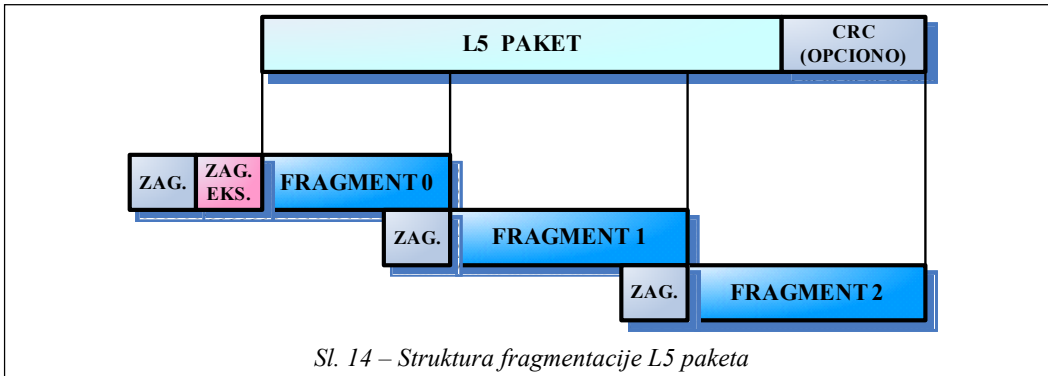 L5 PAKET
CRC
(OPCIONO)
ZAG.
ZAG.
EKS.
FRAGMENT 0
ZAG.
FRAGMENT 1
ZAG.
FRAGMENT 2
Sl. 14 – Struktura fragmentacije L5 paketa